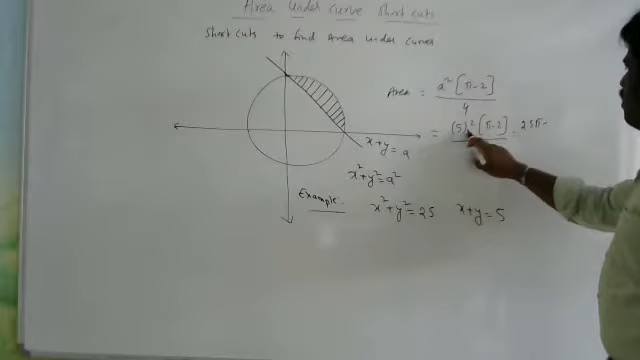 Area Under Curve Short Cuts
Short cuts to find Area under curve
Area = a² [π-2]
4
= (5)² [π-2] = 25π-
x+y=a
x²+y²=a²
Example x²+y²=25 x+y=5